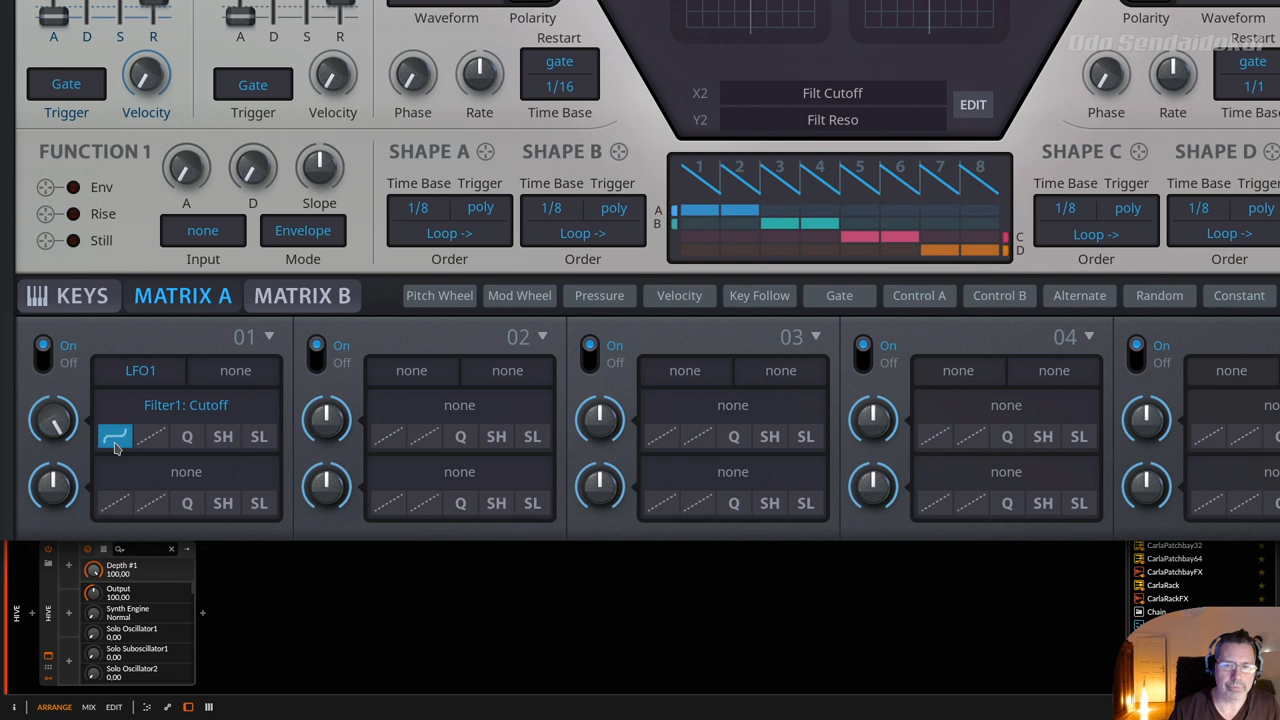 Waveform Polarity
Waveform Polarity
Restart
Restart
A D S R
A D S R
Gate
Gate
gate
1/16
gate
1/1
Trigger Velocity
Trigger Velocity
Phase Rate Time Base
Phase Rate Time Base
X2 Filt Cutoff
Y2 Filt Reso
EDIT
FUNCTION 1
SHAPE A
SHAPE B
1 2 3 4 5 6 7 8
SHAPE C
SHAPE D
Env
Rise
Still
A D Slope
none Envelope
Input Mode
Time Base Trigger
1/8 poly
Loop ->
Order
Time Base Trigger
1/8 poly
Loop ->
Order
A
B
C
D
Time Base Trigger
1/8 poly
Loop ->
Order
Time Base Trigger
1/8 poly
Loop ->
Order
KEYS MATRIX A MATRIX B Pitch Wheel Mod Wheel Pressure Velocity Key Follow Gate Control A Control B Alternate Random Constant
On
Off
01
LFO1 none
Filter1: Cutoff
Q SH SL
none
Q SH SL
On
Off
02
none none
none
Q SH SL
none
Q SH SL
On
Off
03
none none
none
Q SH SL
none
Q SH SL
On
Off
04
none none
none
Q SH SL
none
Q SH SL
On
Off
none
Q SH
Q SH
HIVE
HIVE
Depth #1
100,00
Output
100,00
Synth Engine
Normal
Solo Oscillator1
0,00
Solo Suboscillator1
0,00
Solo Oscillator2
0,00
CarlaPatchbay32
CarlaPatchbay64
CarlaPatchbayFX
CarlaRack
CarlaRackFX
Chain
i ARRANGE MIX EDIT